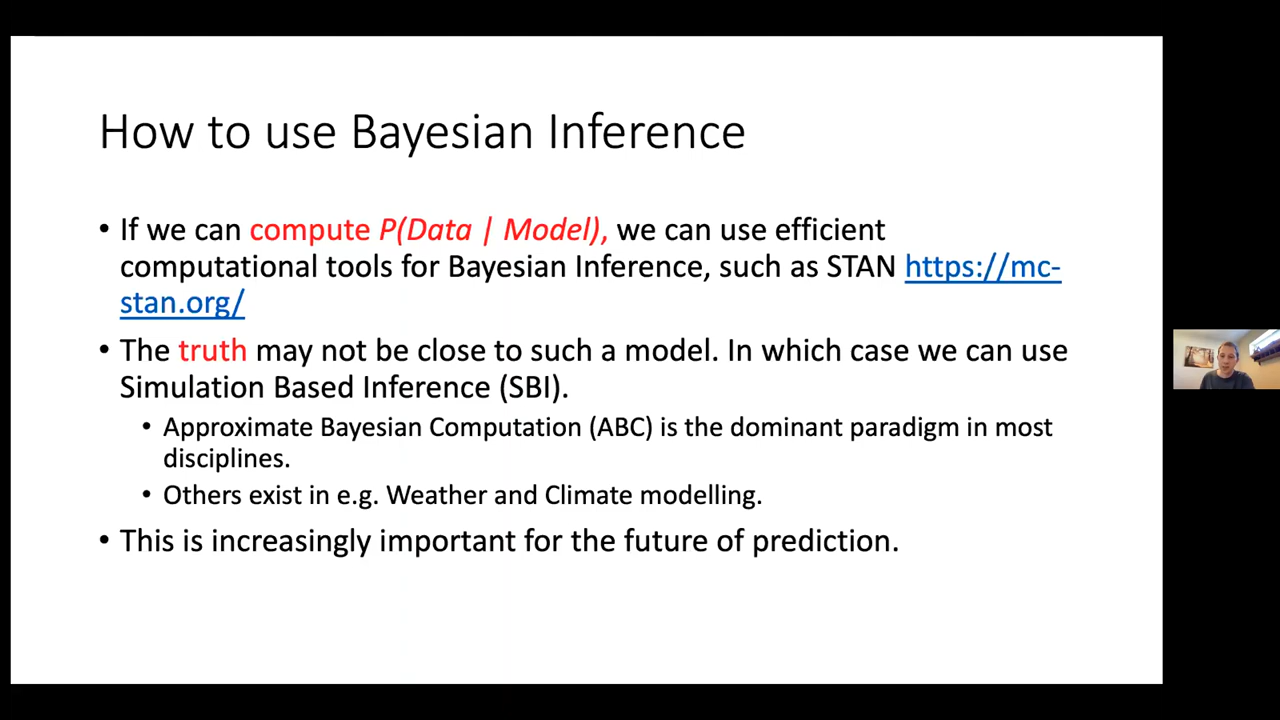 How to use Bayesian Inference
• If we can compute P(Data | Model), we can use efficient
computational tools for Bayesian Inference, such as STAN https://mc-
stan.org/
• The truth may not be close to such a model. In which case we can use
Simulation Based Inference (SBI).
• Approximate Bayesian Computation (ABC) is the dominant paradigm in most
disciplines.
• Others exist in e.g. Weather and Climate modelling.
• This is increasingly important for the future of prediction.